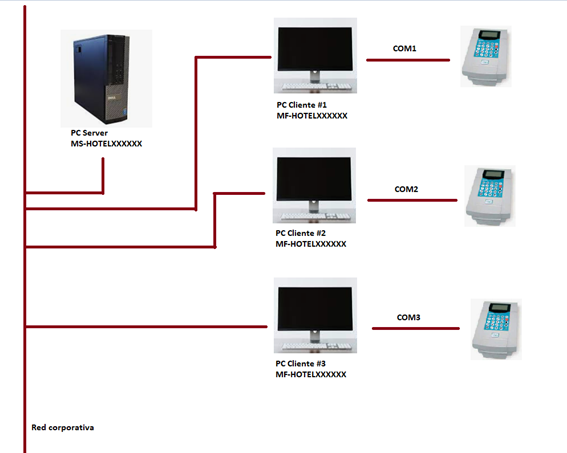 COM1
PC Cliente #1
MF-HOTELXXXXXX
PC Server
MS-HOTELXXXXXX
COM2
PC Cliente #2
MF-HOTELXXXXXX
COM3
PC Cliente #3
MF-HOTELXXXXXX
Red corporativa